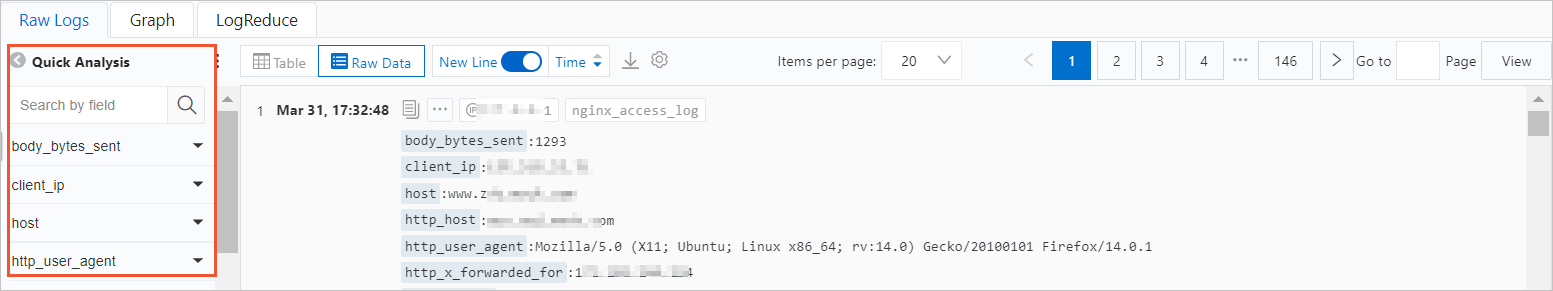 Raw Logs Graph LogReduce
Quick Analysis
Table Raw Data New Line Time Items per page: 20 1 2 3 4 ••• 146 Go to Page View
Search by field
body_bytes_sent
client_ip
host
http_user_agent
1 Mar 31, 17:32:48 ••• nginx_access_log
body_bytes_sent:1293
client_ip:
host:www.
http_host:
http_user_agent:Mozilla/5.0 (X11; Ubuntu; Linux x86_64; rv:14.0) Gecko/20100101 Firefox/14.0.1
http_x_forwarded_for: